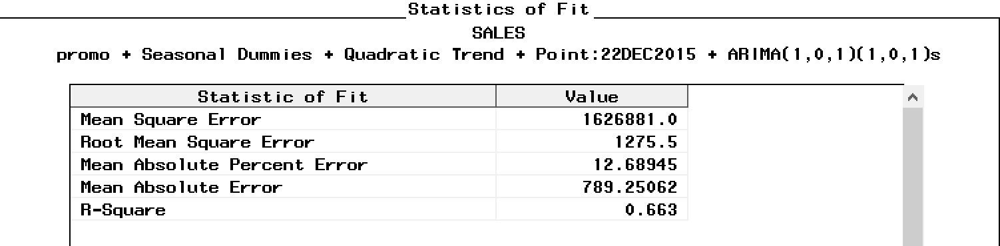 Statistics of Fit
SALES
promo + Seasonal Dummies + Quadratic Trend + Point:22DEC2015 + ARIMA(1,0,1)(1,0,1)s
Statistic of Fit Value
Mean Square Error 1626881.0
Root Mean Square Error 1275.5
Mean Absolute Percent Error 12.68945
Mean Absolute Error 789.25062
R-Square 0.663